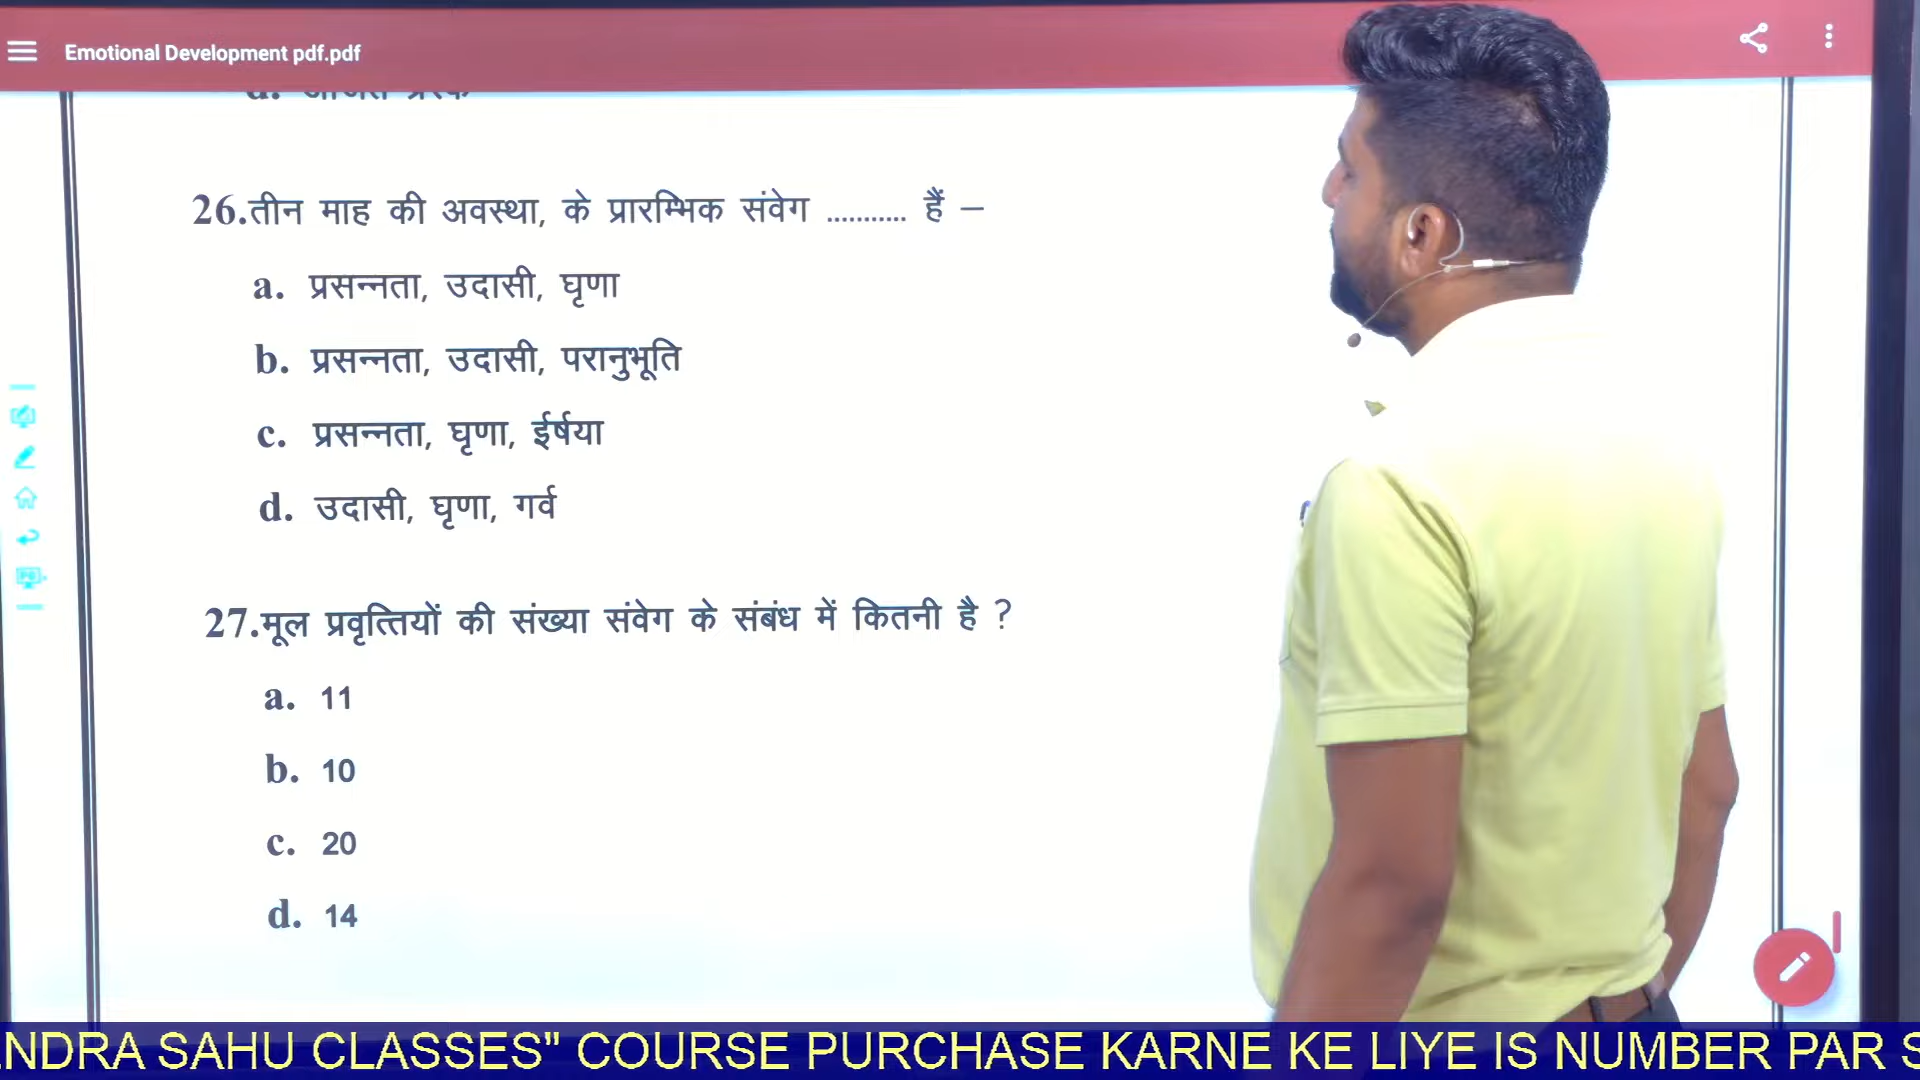 Emotional Development pdf.pdf
26.तीन माह की अवस्था, के प्रारम्भिक संवेग ........... हैं –
a. प्रसन्नता, उदासी, घृणा
b. प्रसन्नता, उदासी, परानुभूति
c. प्रसन्नता, घृणा, ईर्षया
d. उदासी, घृणा, गर्व
27.मूल प्रवृत्तियों की संख्या संवेग के संबंध में कितनी है ?
a. 11
b. 10
c. 20
d. 14
NDRA SAHU CLASSES" COURSE PURCHASE KARNE KE LIYE IS NUMBER PAR S